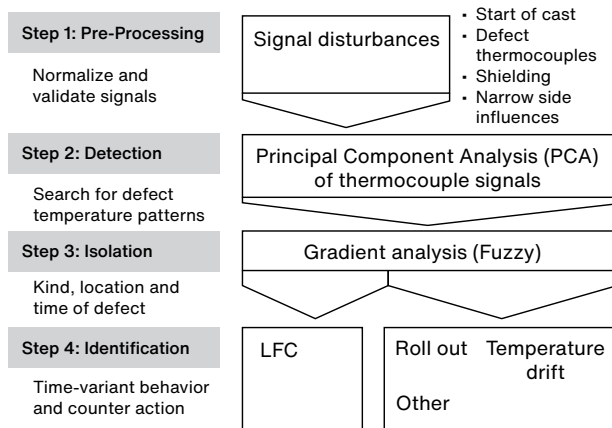 Step 1: Pre-Processing
Normalize and
validate signals
Signal disturbances
▪ Start of cast
▪ Defect
thermocouples
▪ Shielding
▪ Narrow side
influences
Step 2: Detection
Search for defect
temperature patterns
Principal Component Analysis (PCA)
of thermocouple signals
Step 3: Isolation
Kind, location and
time of defect
Gradient analysis (Fuzzy)
Step 4: Identification
Time-variant behavior
and counter action
LFC
Roll out Temperature
drift
Other